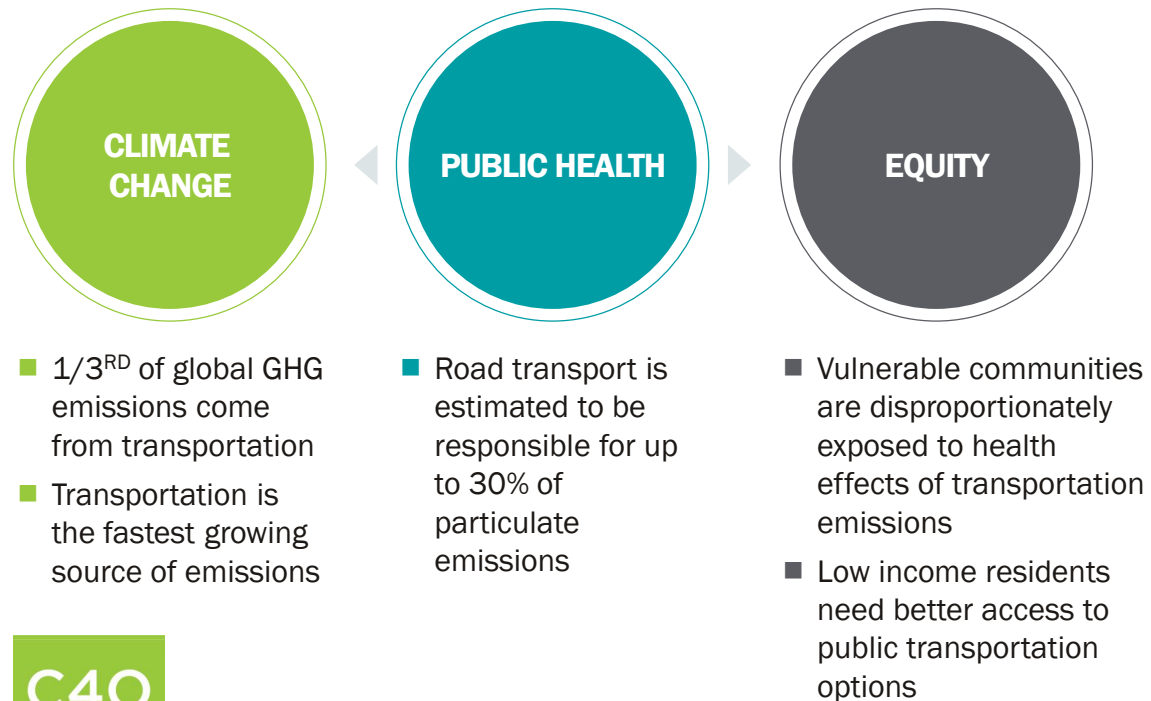 CLIMATE
CHANGE
PUBLIC HEALTH
EQUITY
■ 1/3RD of global GHG
emissions come
from transportation
■ Transportation is
the fastest growing
source of emissions
■ Road transport is
estimated to be
responsible for up
to 30% of
particulate
emissions
■ Vulnerable communities
are disproportionately
exposed to health
effects of transportation
emissions
■ Low income residents
need better access to
public transportation
options
C40